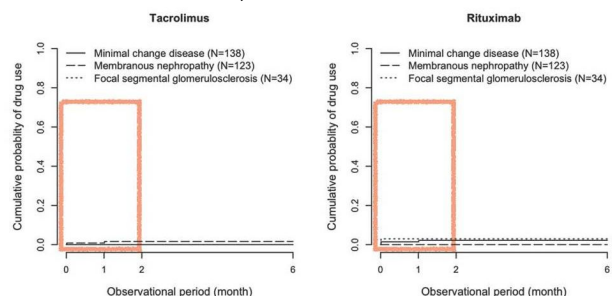 Tacrolimus
Cumulative probablity of drug use
1.0
0.8
0.6
0.4
0.2
0.0
Minimal change disease (N=138)
Membranous nephropathy (N=123)
Focal segmental glomerulosclerosis (N=34)
0 1 2 6
Observational period (month)
Rituximab
Cumulative probablity of drug use
1.0
0.8
0.6
0.4
0.2
0.0
Minimal change disease (N=138)
Membranous nephropathy (N=123)
Focal segmental glomerulosclerosis (N=34)
0 1 2 6
Observational period (month)